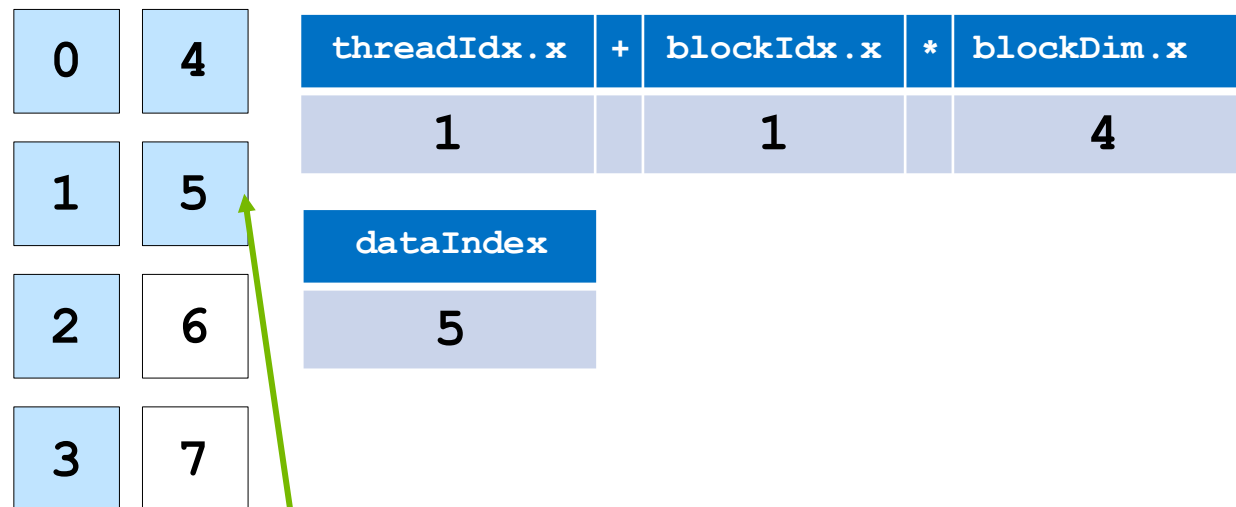 0 4 threadIdx.x + blockIdx.x * blockDim.x
1 1 4
1 5
dataIndex
2 6 5
3 7